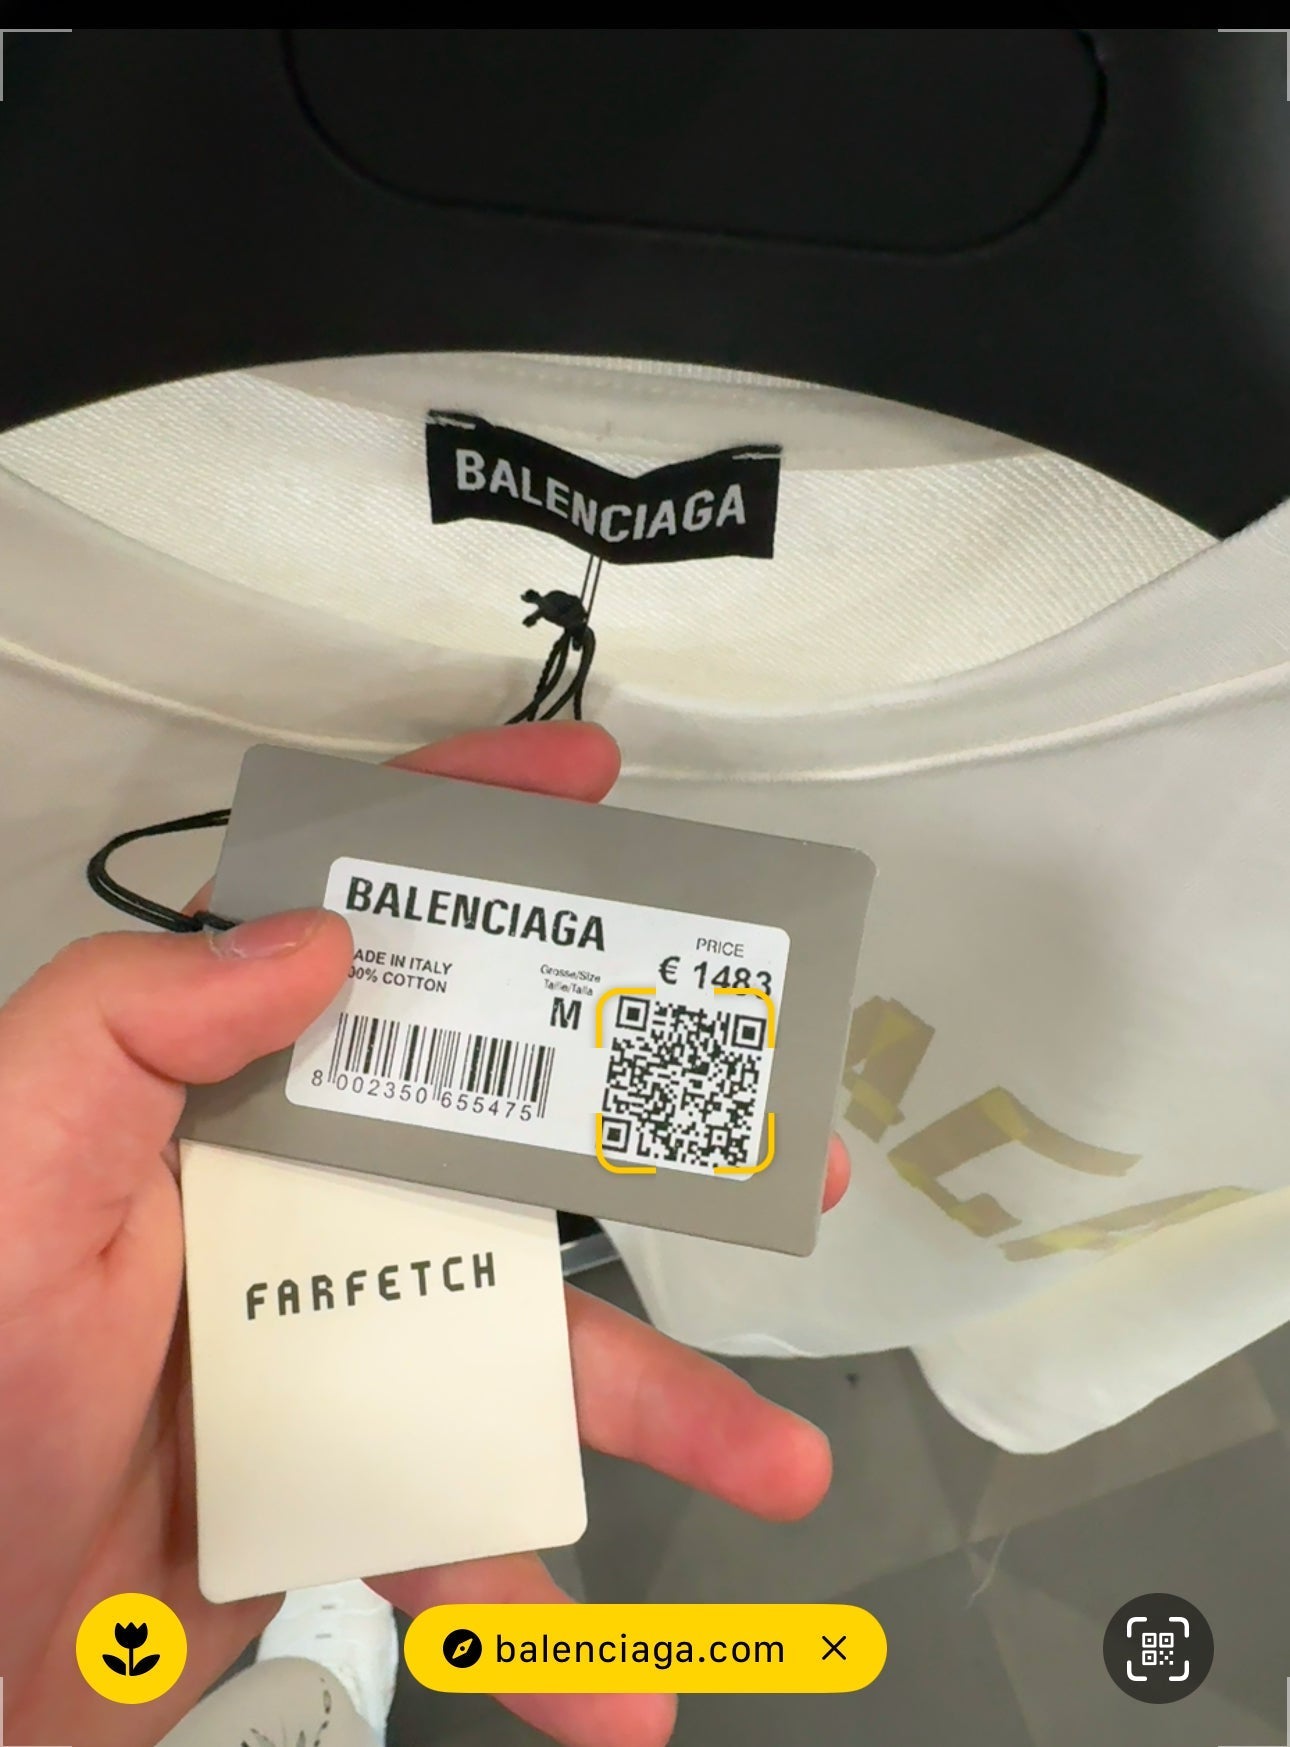 BALENCIAGA
BALENCIAGA
PRICE
€ 1483
ADE IN ITALY
00% COTTON
Grosse/Size
Taille/Talla
M
8 002350 655475
FARFETCH
balenciaga.com